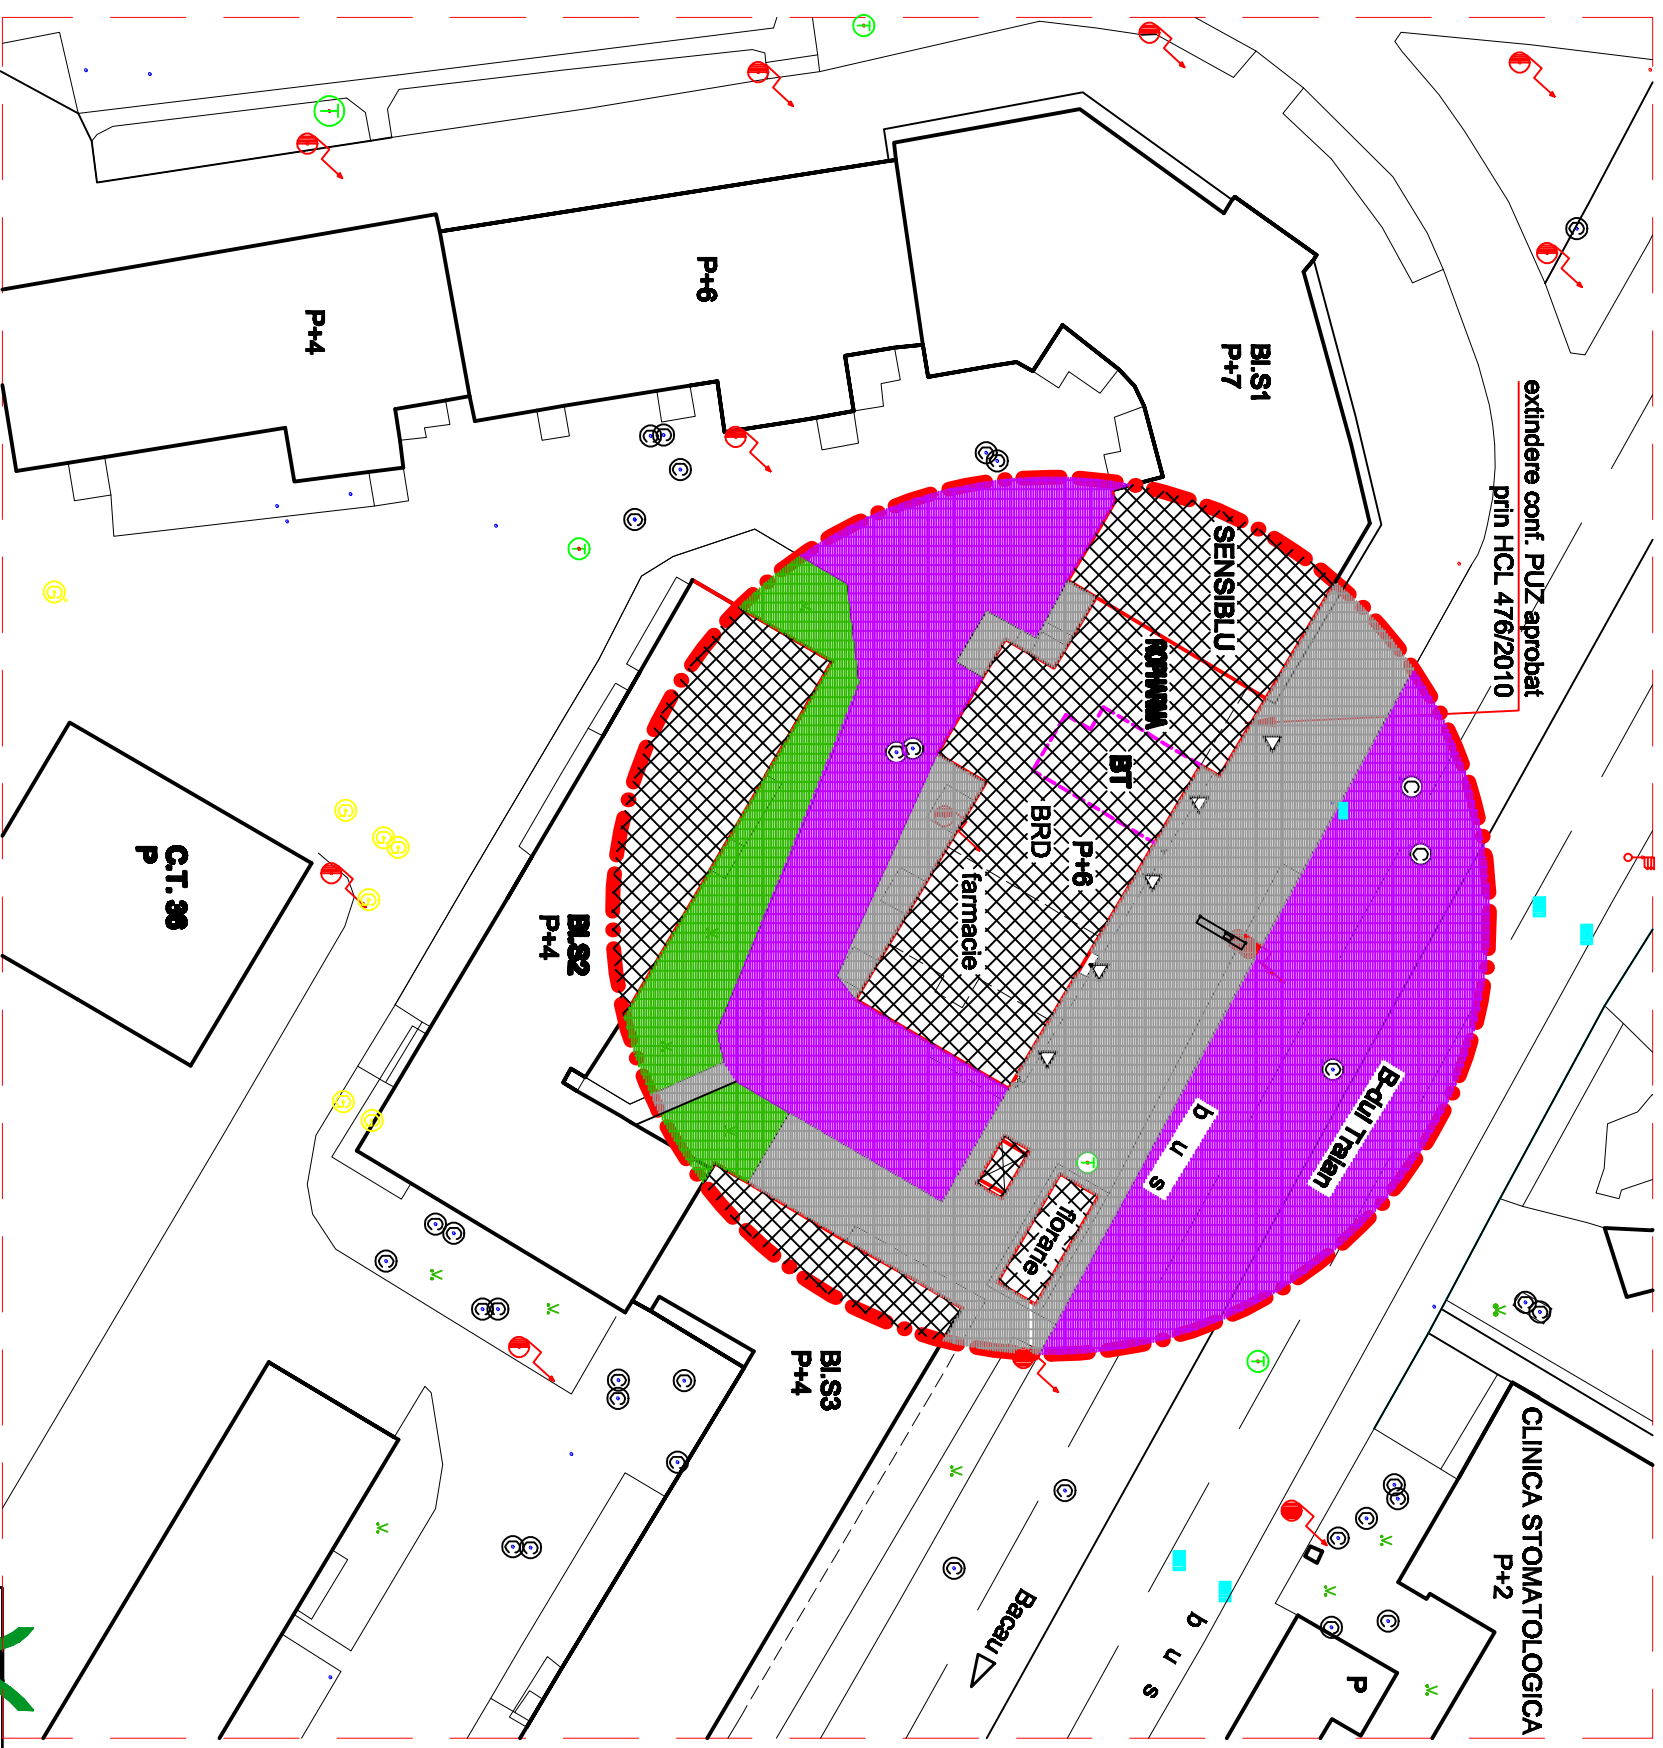 extindere conf. PUZ aprobat
prin HCL 476/2010
Bl.S1
P+7
P+6
P+4
SENSIBLU
ROPHARMA
BT
BRD
P+6
farmacie
florarie
B-dul Traian
bus
Bl.S2
P+4
C.T. 36
P
Bl.S3
P+4
CLINICA STOMATOLOGICA
P+2
P
Bacau
bus